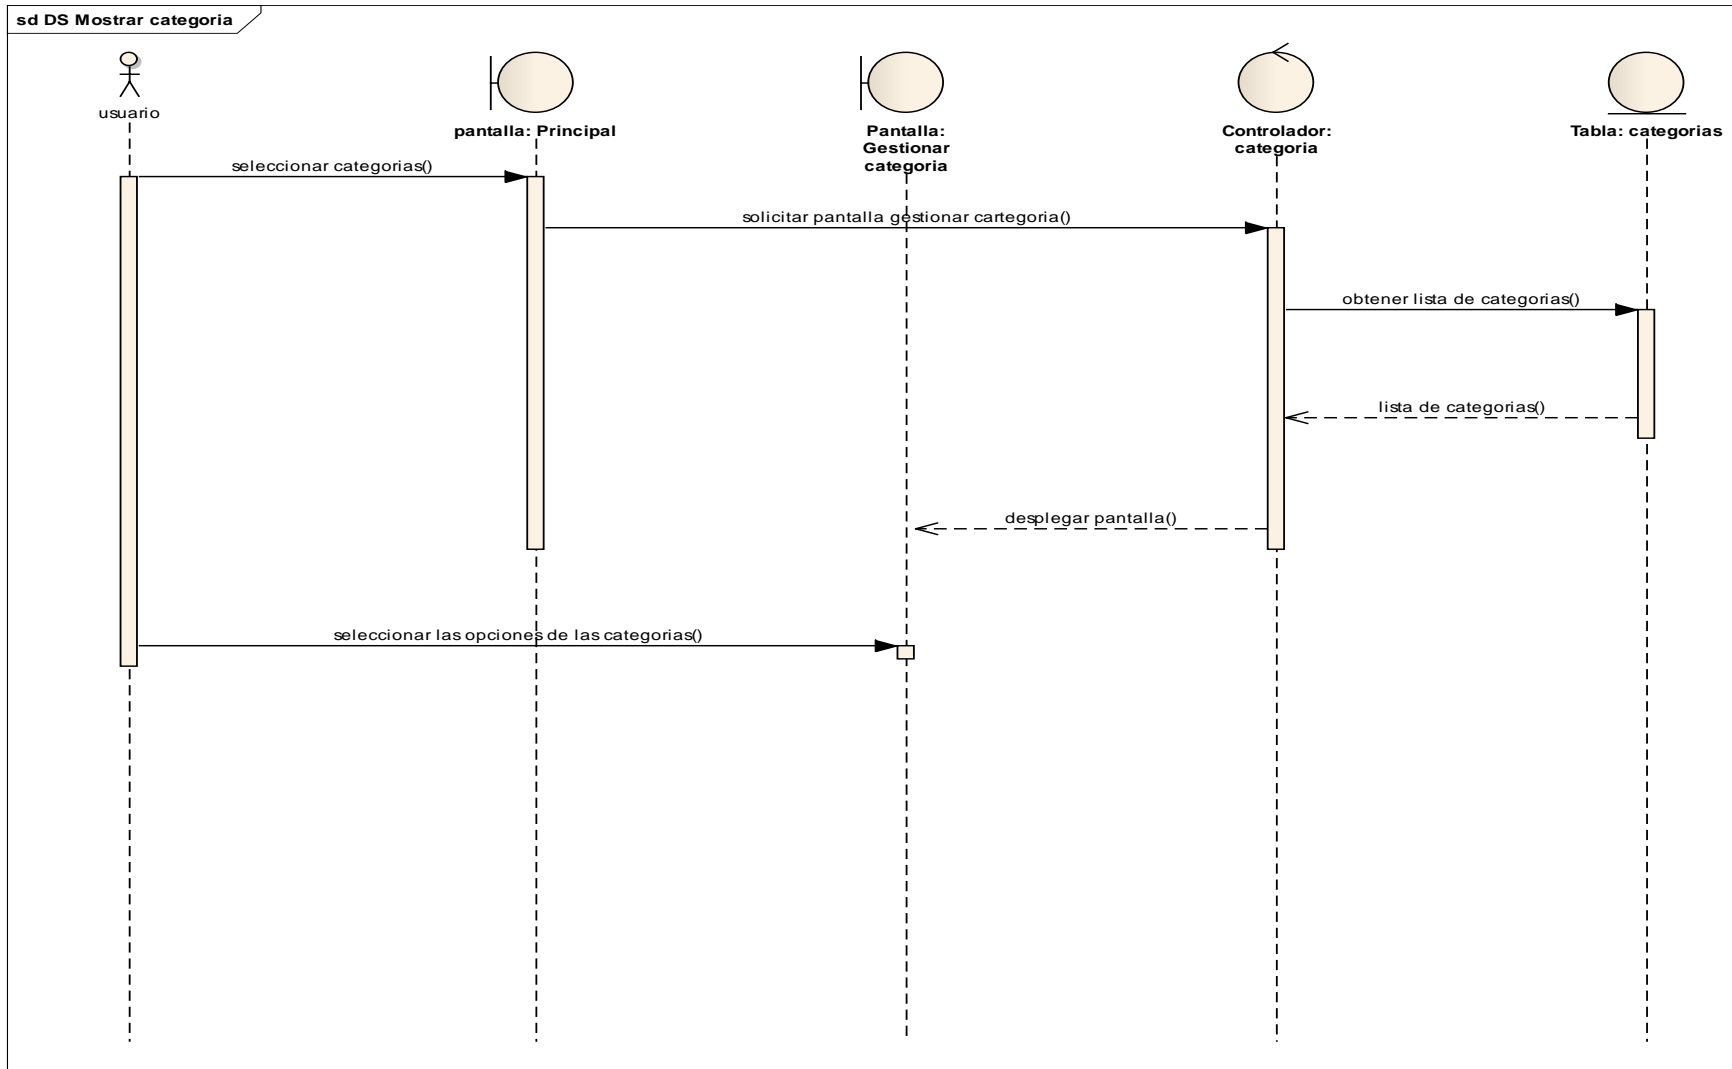 sd DS Mostrar categoria
usuario
pantalla: Principal
Pantalla:
Gestionar
categoria
Controlador:
categoria
Tabla: categorias
seleccionar categorias()
solicitar pantalla gestionar cartegoria()
obtener lista de categorias()
lista de categorias()
desplegar pantalla()
seleccionar las opciones de las categorias()